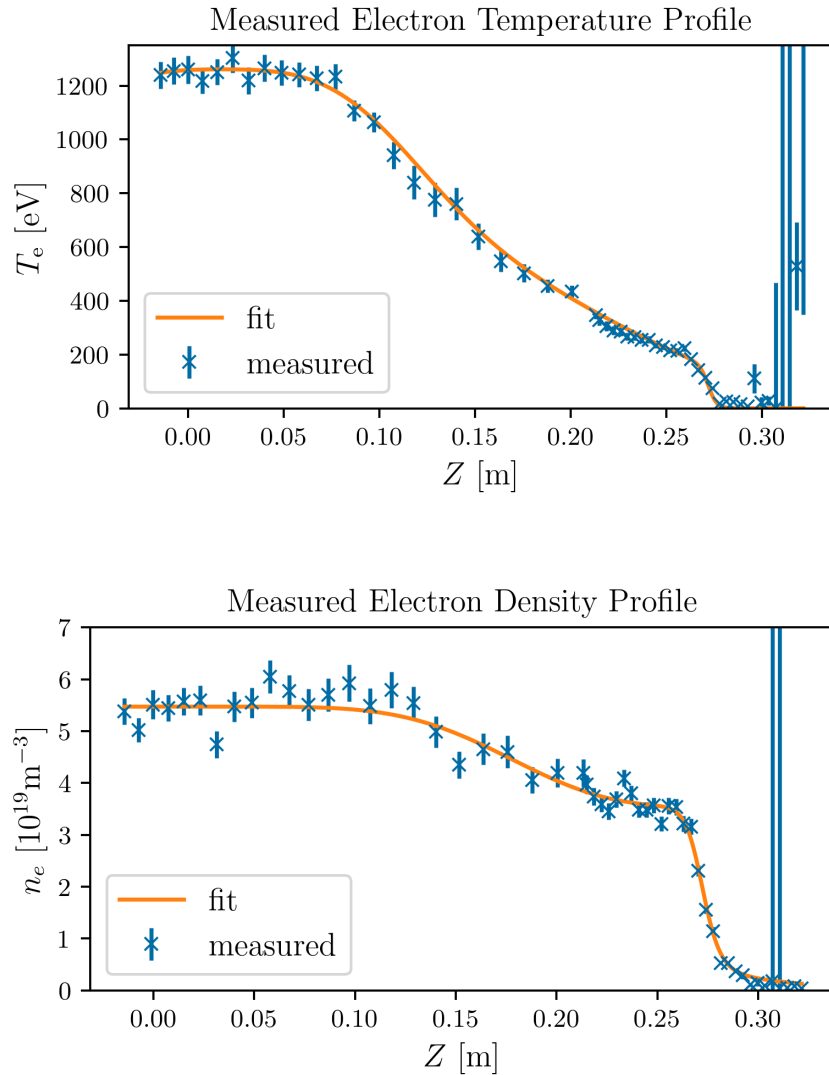 Measured Electron Temperature Profile
1200
1000
800
600
400
200
0
Tₑ [eV]
fit
measured
0.00 0.05 0.10 0.15 0.20 0.25 0.30
Z [m]
Measured Electron Density Profile
7
6
5
4
3
2
1
0
nₑ [10¹⁹m⁻³]
fit
measured
0.00 0.05 0.10 0.15 0.20 0.25 0.30
Z [m]